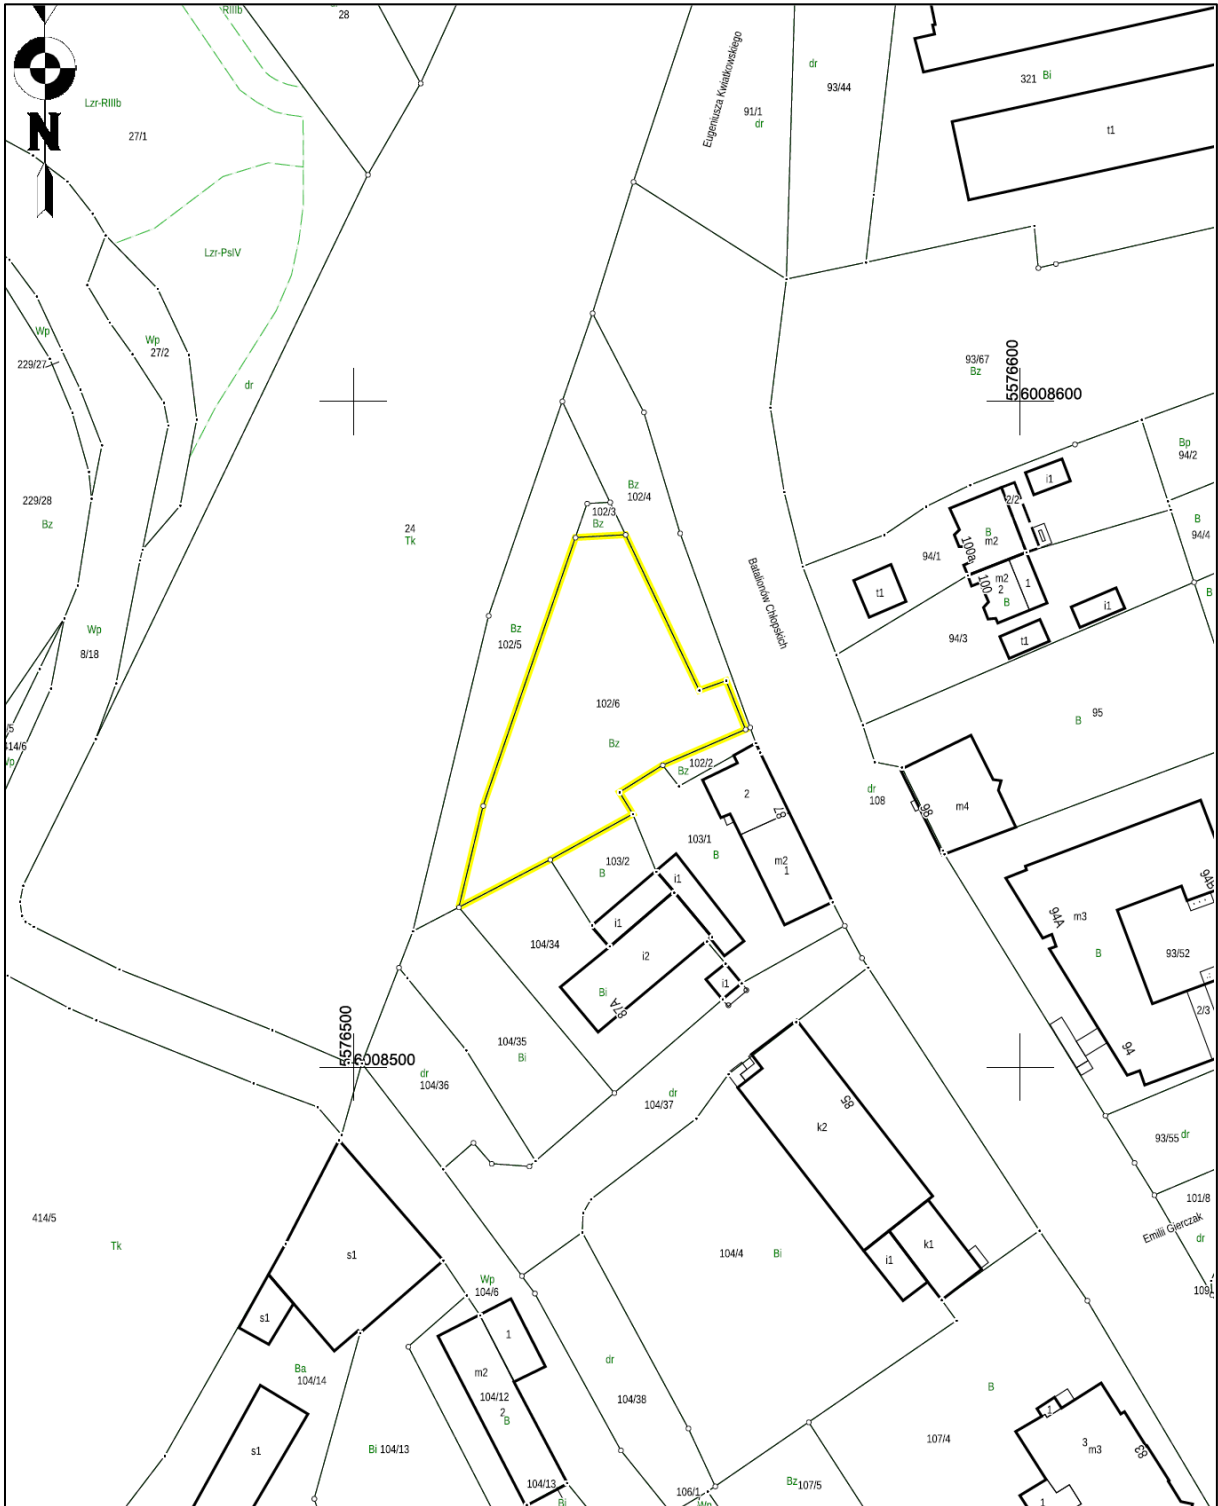 RIIIb
28
Lzr-RIIIb
27/1
N
Lzr-PsIV
Wp
27/2
Wp
229/27
dr
229/28
Bz
Wp
8/18
24
Tk
Eugeniusza Kwiatkowskiego
91/1
dr
dr
93/44
321 Bi
t1
93/67
Bz
5576600
6008600
Bp
94/2
B
94/4
B
i1
2/2
B
m2
100a
94/1
t1
m2
2
100
1
B
i1
t1
94/3
B 95
Bz
102/4
102/3
Bz
Bz
102/5
102/6
Bz
Batalionów Chłopskich
102/2
Bz
2
87
m2
1
103/1
B
103/2
B
i1
i1
i2
104/34
Bi
87A
i1
dr
108
98
m4
94A
m3
94b
B
93/52
2/3
94
5576500
6008500
104/35
Bi
dr
104/36
dr
104/37
k2
85
k1
i1
104/4
Bi
93/55 dr
101/8
Emilii Gierczak
dr
109/
414/5
Tk
s1
s1
Wp
104/6
1
m2
104/12
2
B
Ba
104/14
s1
Bi 104/13
104/13
Bi
dr
104/38
106/1
Wp
Bz 107/5
107/4
B
1
3
m3
83
1
414/6